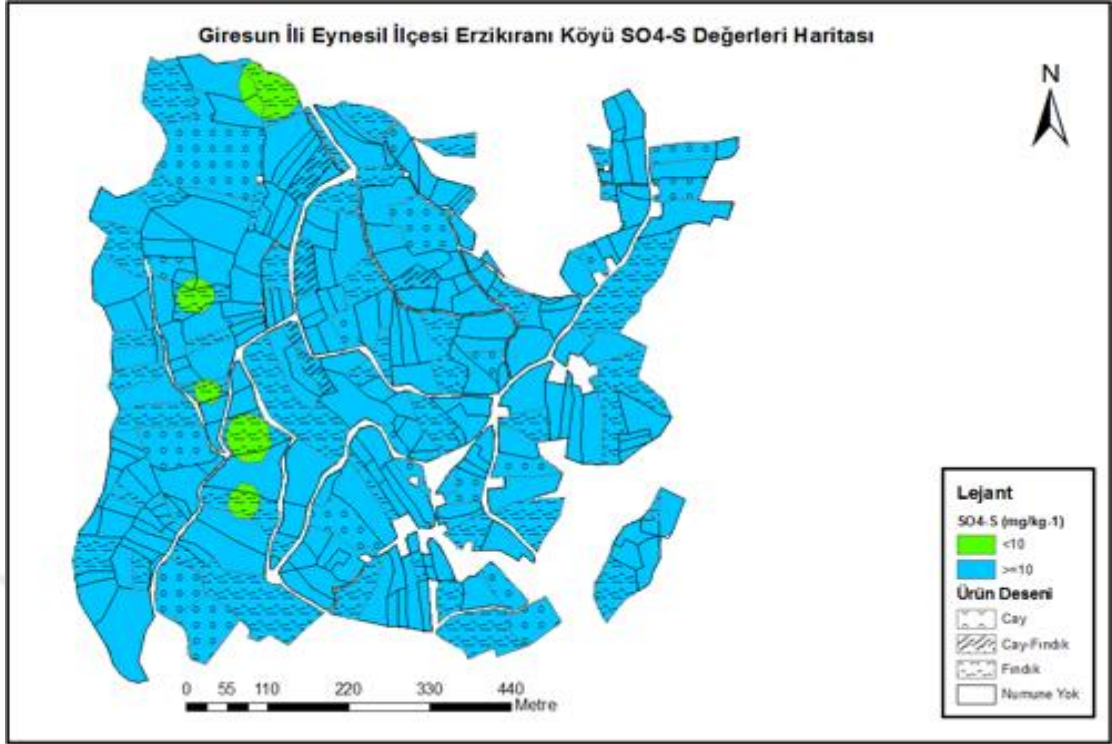 Giresun İli Eynesil İlçesi Erzikıranı Köyü SO4-S Değerleri Haritası
N
Lejant
SO4-S (mg/kg-1)
<10
>=10
Ürün Deseni
Cay
Cay-Fındık
Fındık
Numune Yok
0 55 110 220 330 440
Metre